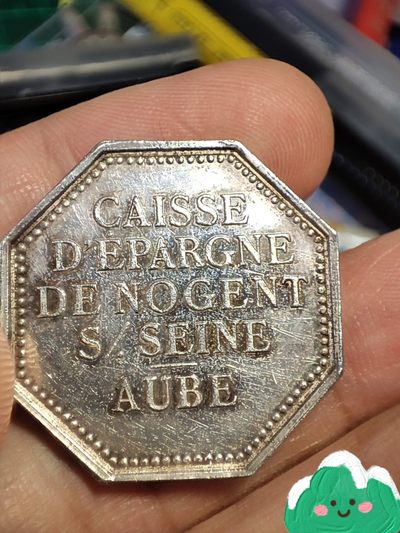 CAISSE
D'EPARGNE
DE NOGENT
S/SEINE
AUBE